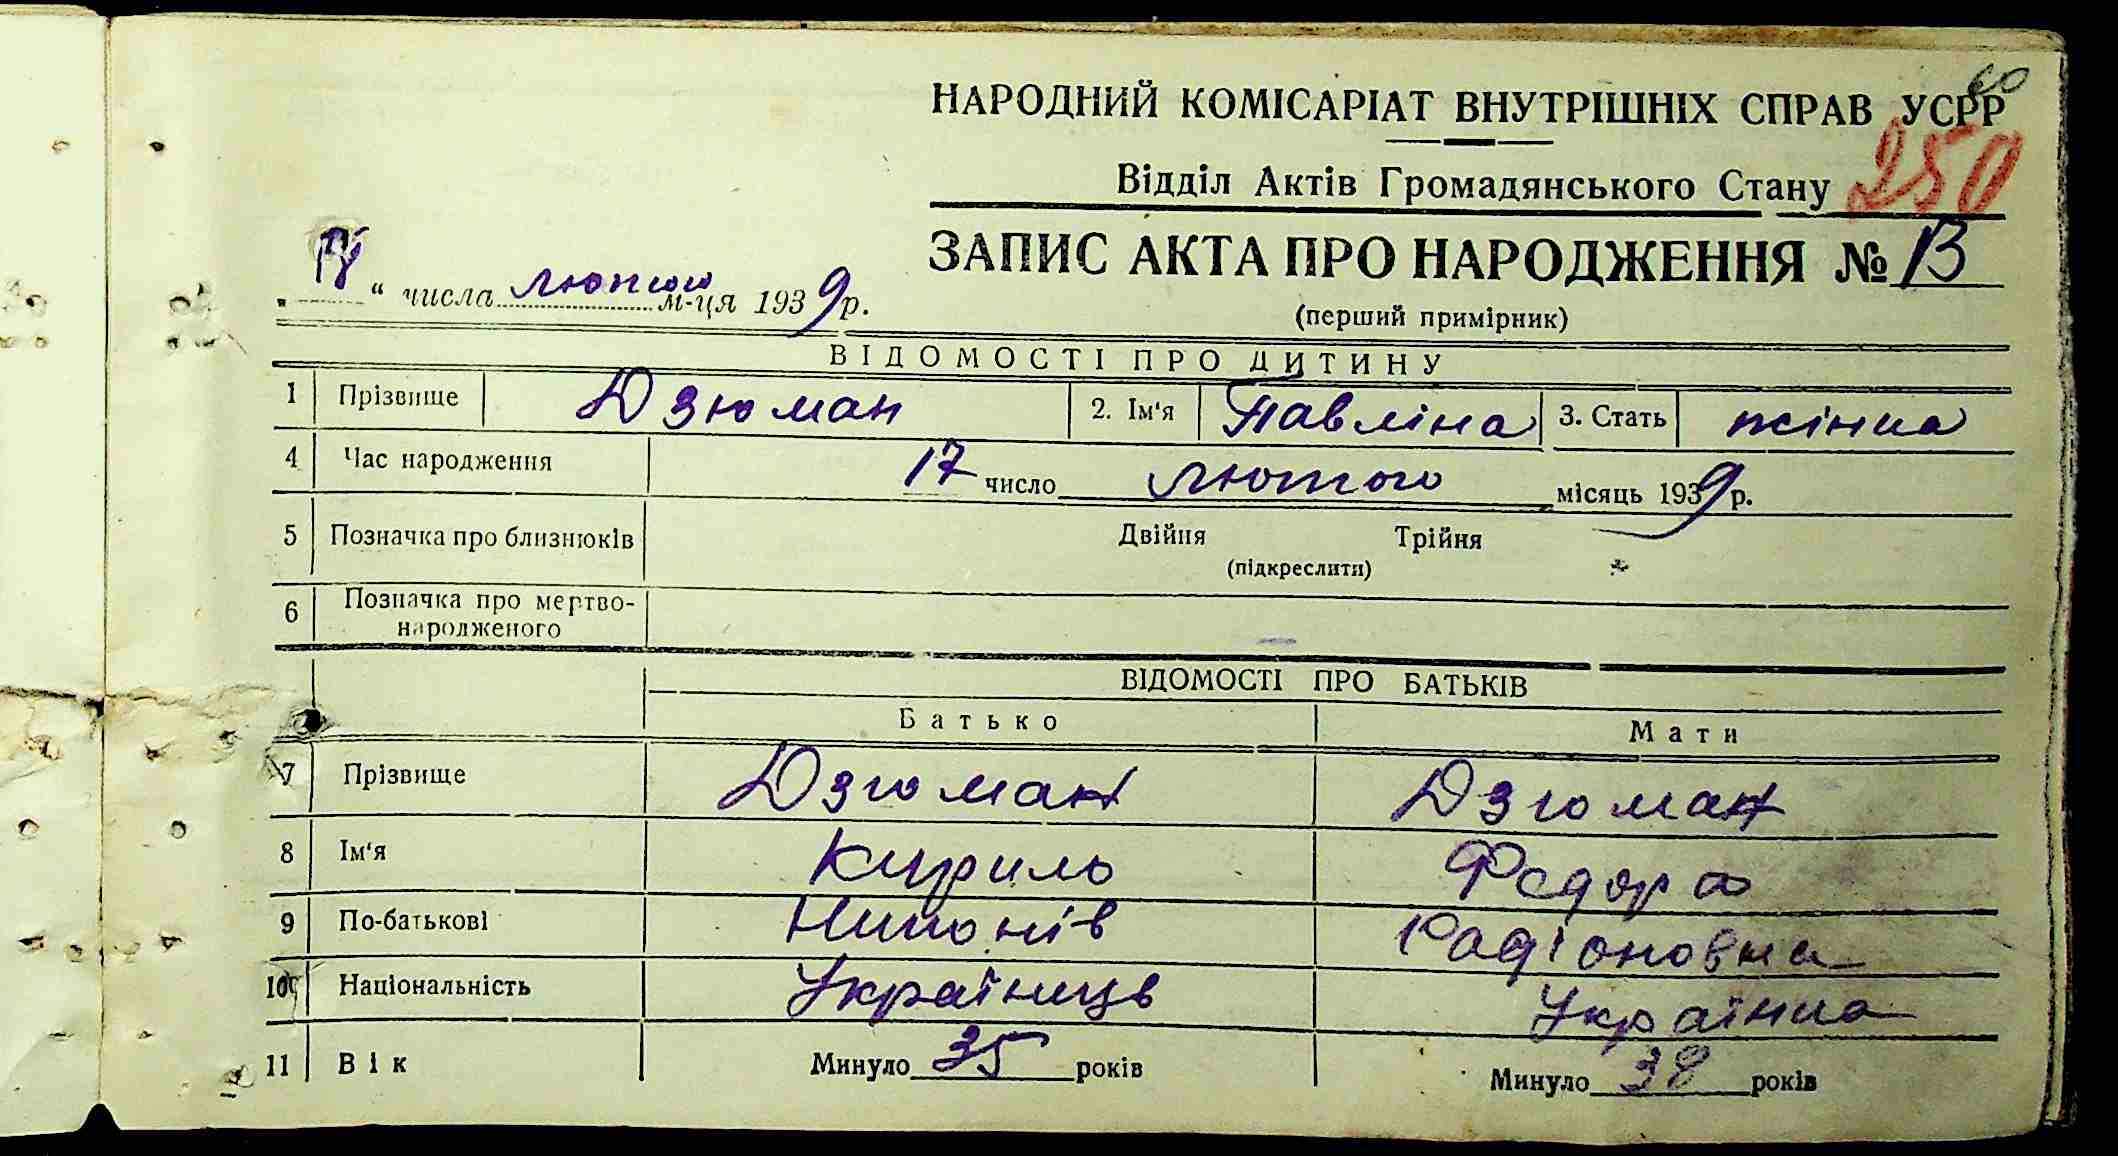 60
НАРОДНИЙ КОМІСАРІАТ ВНУТРІШНІХ СПРАВ УСРР
Відділ Актів Громадянського Стану 250
ЗАПИС АКТА ПРО НАРОДЖЕННЯ № 13
„ “ числа лютого м-ця 1939 р.
(перший примірник)
ВІДОМОСТІ ПРО ДИТИНУ
1 Прізвище Дзюман 2. Ім'я Павліна 3. Стать жінка
4 Час народження 17 число лютого місяць 1939 р.
5 Позначка про близнюків Двійня Трійня
(підкреслити)
6 Позначка про мертво-
народженого
ВІДОМОСТІ ПРО БАТЬКІВ
Батько Мати
7 Прізвище Дзюман Дзюман
8 Ім'я Кирило Федора
9 По-батькові Радіоновна
10 Національність Українець Українка
11 Вік Минуло 35 років Минуло 38 років